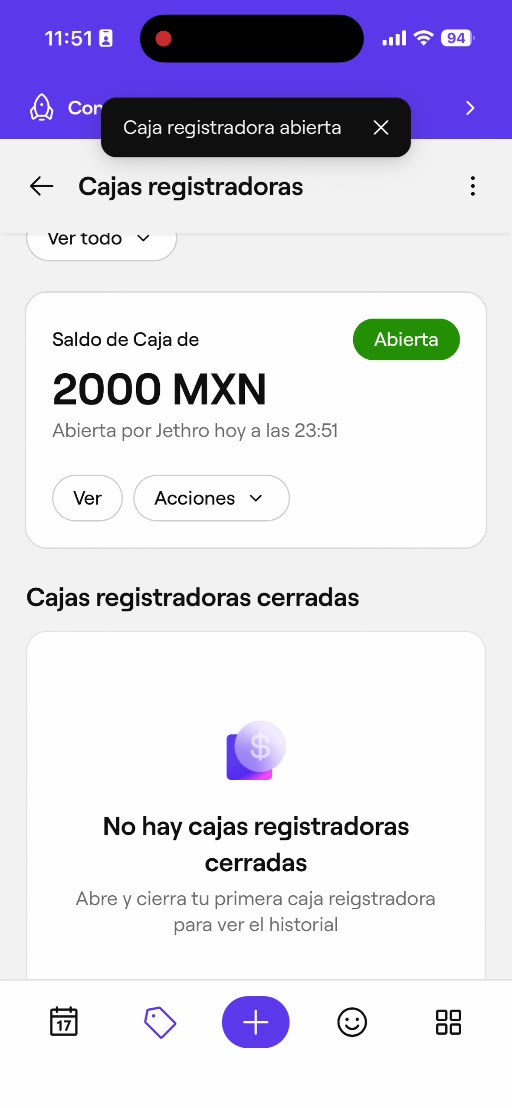 11:51
94
Caja registradora abierta
Cajas registradoras
Ver todo
Saldo de Caja de
Abierta
2000 MXN
Abierta por Jethro hoy a las 23:51
Ver
Acciones
Cajas registradoras cerradas
$
No hay cajas registradoras
cerradas
Abre y cierra tu primera caja reigstradora
para ver el historial
17